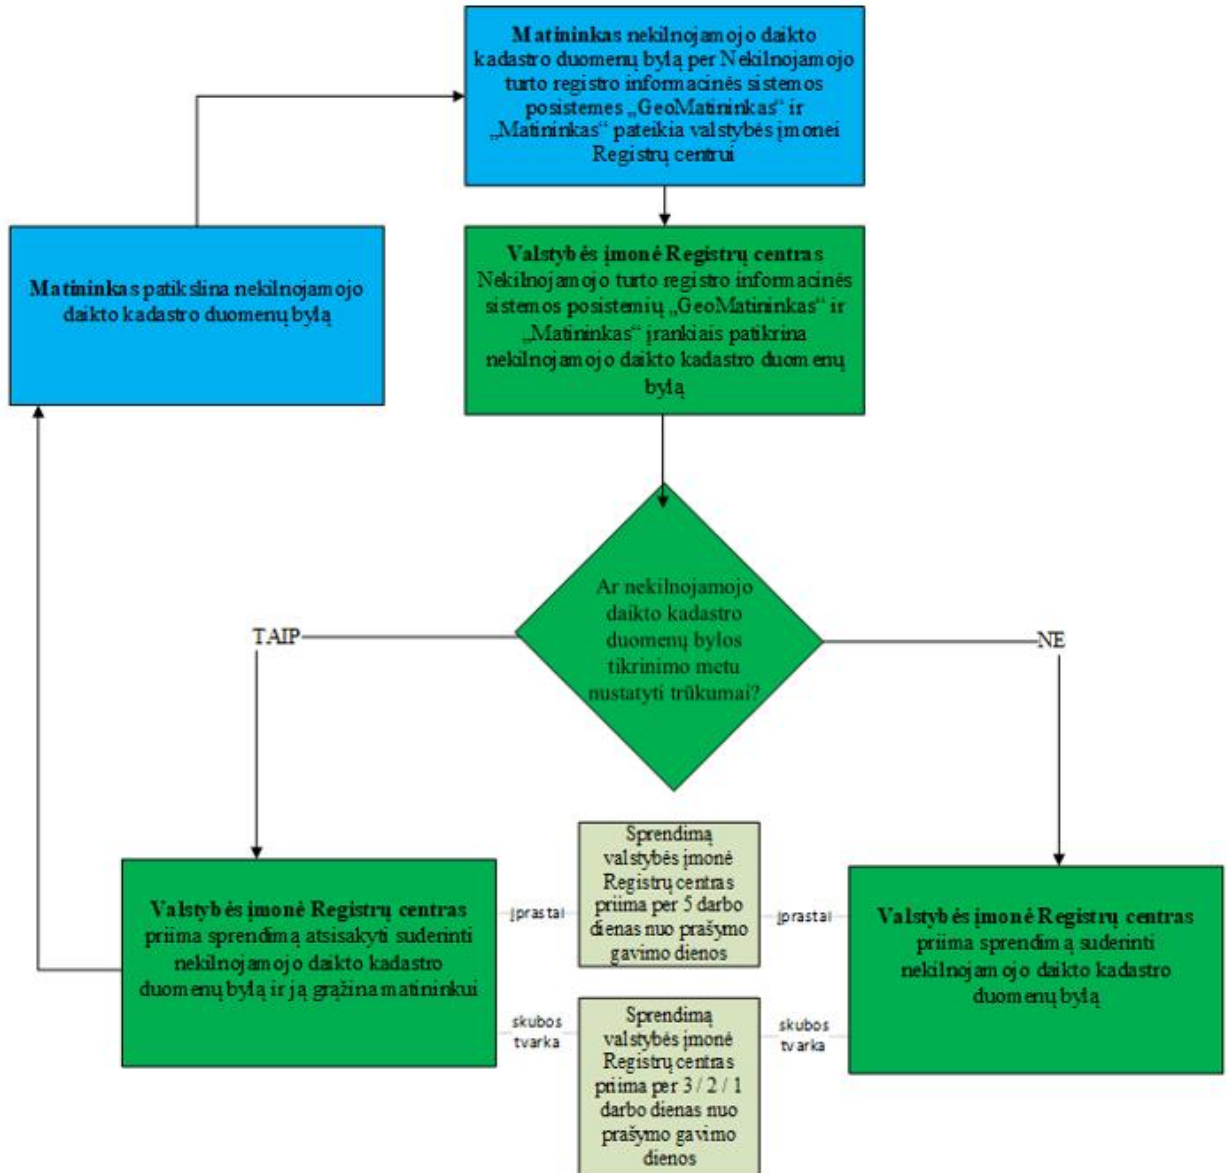 Matininkas nekilnojamojo daikto
kadastro duomenų bylą per Nekilnojamojo
turto registro informacinės sistemos
posistemes „GeoMatininkas“ ir
„Matininkas“ pateikia valstybės įmonei
Registrų centrui
Matininkas patikslina nekilnojamojo
daikto kadastro duomenų bylą
Valstybės įmonė Registrų centras
Nekilnojamojo turto registro informacinės
sistemos posistemių „GeoMatininkas“ ir
„Matininkas“ įrankiais patikrina
nekilnojamojo daikto kadastro duomenų
bylą
Ar nekilnojamojo
daikto kadastro
duomenų bylos
tikrinimo metu
nustatyti trūkumai?
TAIP
NE
Valstybės įmonė Registrų centras
priima sprendimą atsisakyti suderinti
nekilnojamojo daikto kadastro
duomenų bylą ir ją grąžina matininkui
įprastai
skubos
tvarka
Sprendimą
valstybės įmonė
Registrų centras
priima per 5 darbo
dienas nuo prašymo
gavimo dienos
Sprendimą
valstybės įmonė
Registrų centras
priima per 3 / 2 / 1
darbo dienas nuo
prašymo gavimo
dienos
įprastai
skubos
tvarka
Valstybės įmonė Registrų centras
priima sprendimą suderinti
nekilnojamojo daikto kadastro
duomenų bylą